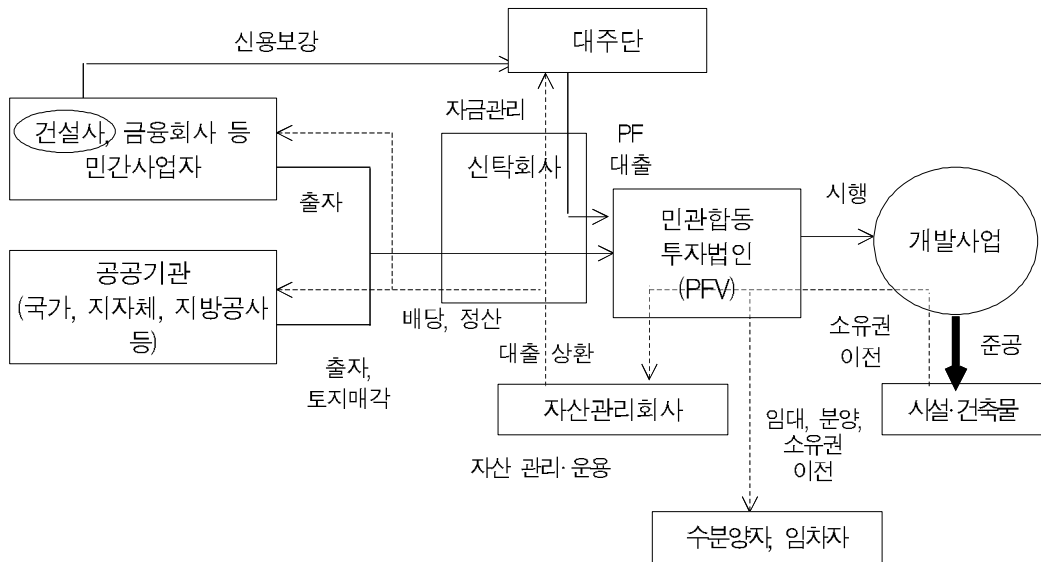 신용보강
대주단
건설사, 금융회사 등
민간사업자
자금관리
신탁회사
PF
대출
출자
시행
민관합동
투자법인
(PFV)
개발사업
공공기관
(국가, 지자체, 지방공사
등)
배당, 정산
소유권
이전
준공
대출 상환
출자,
토지매각
자산관리회사
시설·건축물
임대, 분양,
소유권
이전
자산 관리·운용
수분양자, 임차자